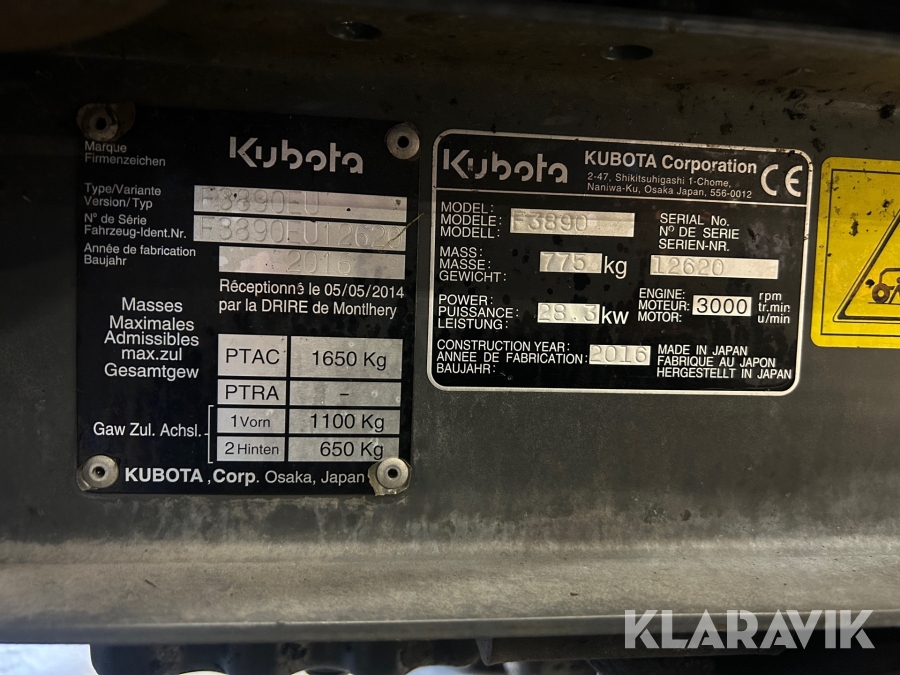 Marque
Firmenzeichen
Kubota
Type/Variante
Version/Typ
F3890EU
N° de Série
Fahrzeug-Ident.Nr.
F3890EU12620
Année de fabrication
Baujahr
2016
Réceptionné le 05/05/2014
par la DRIRE de Montlhery
Masses
Maximales
Admissibles
max.zul
Gesamtgew
PTAC 1650 Kg
PTRA –
Gaw Zul. Achsl.
1 Vorn 1100 Kg
2 Hinten 650 Kg
KUBOTA ,Corp. Osaka, Japan
Kubota
KUBOTA Corporation
2-47, Shikitsuhigashi 1-Chome,
Naniwa-Ku, Osaka Japan, 556-0012
CE
MODEL:
MODELE:
MODELL:
F3890
SERIAL No.
Nº DE SERIE
SERIEN-NR.
12620
MASS:
MASSE:
GEWICHT:
775 kg
POWER:
PUISSANCE:
LEISTUNG:
28.3 kw
ENGINE:
MOTEUR:
MOTOR:
3000
rpm
tr.min
u/min
CONSTRUCTION YEAR:
ANNEE DE FABRICATION:
BAUJAHR:
2016
MADE IN JAPAN
FABRIQUE AU JAPON
HERGESTELLT IN JAPAN
KLARAVIK